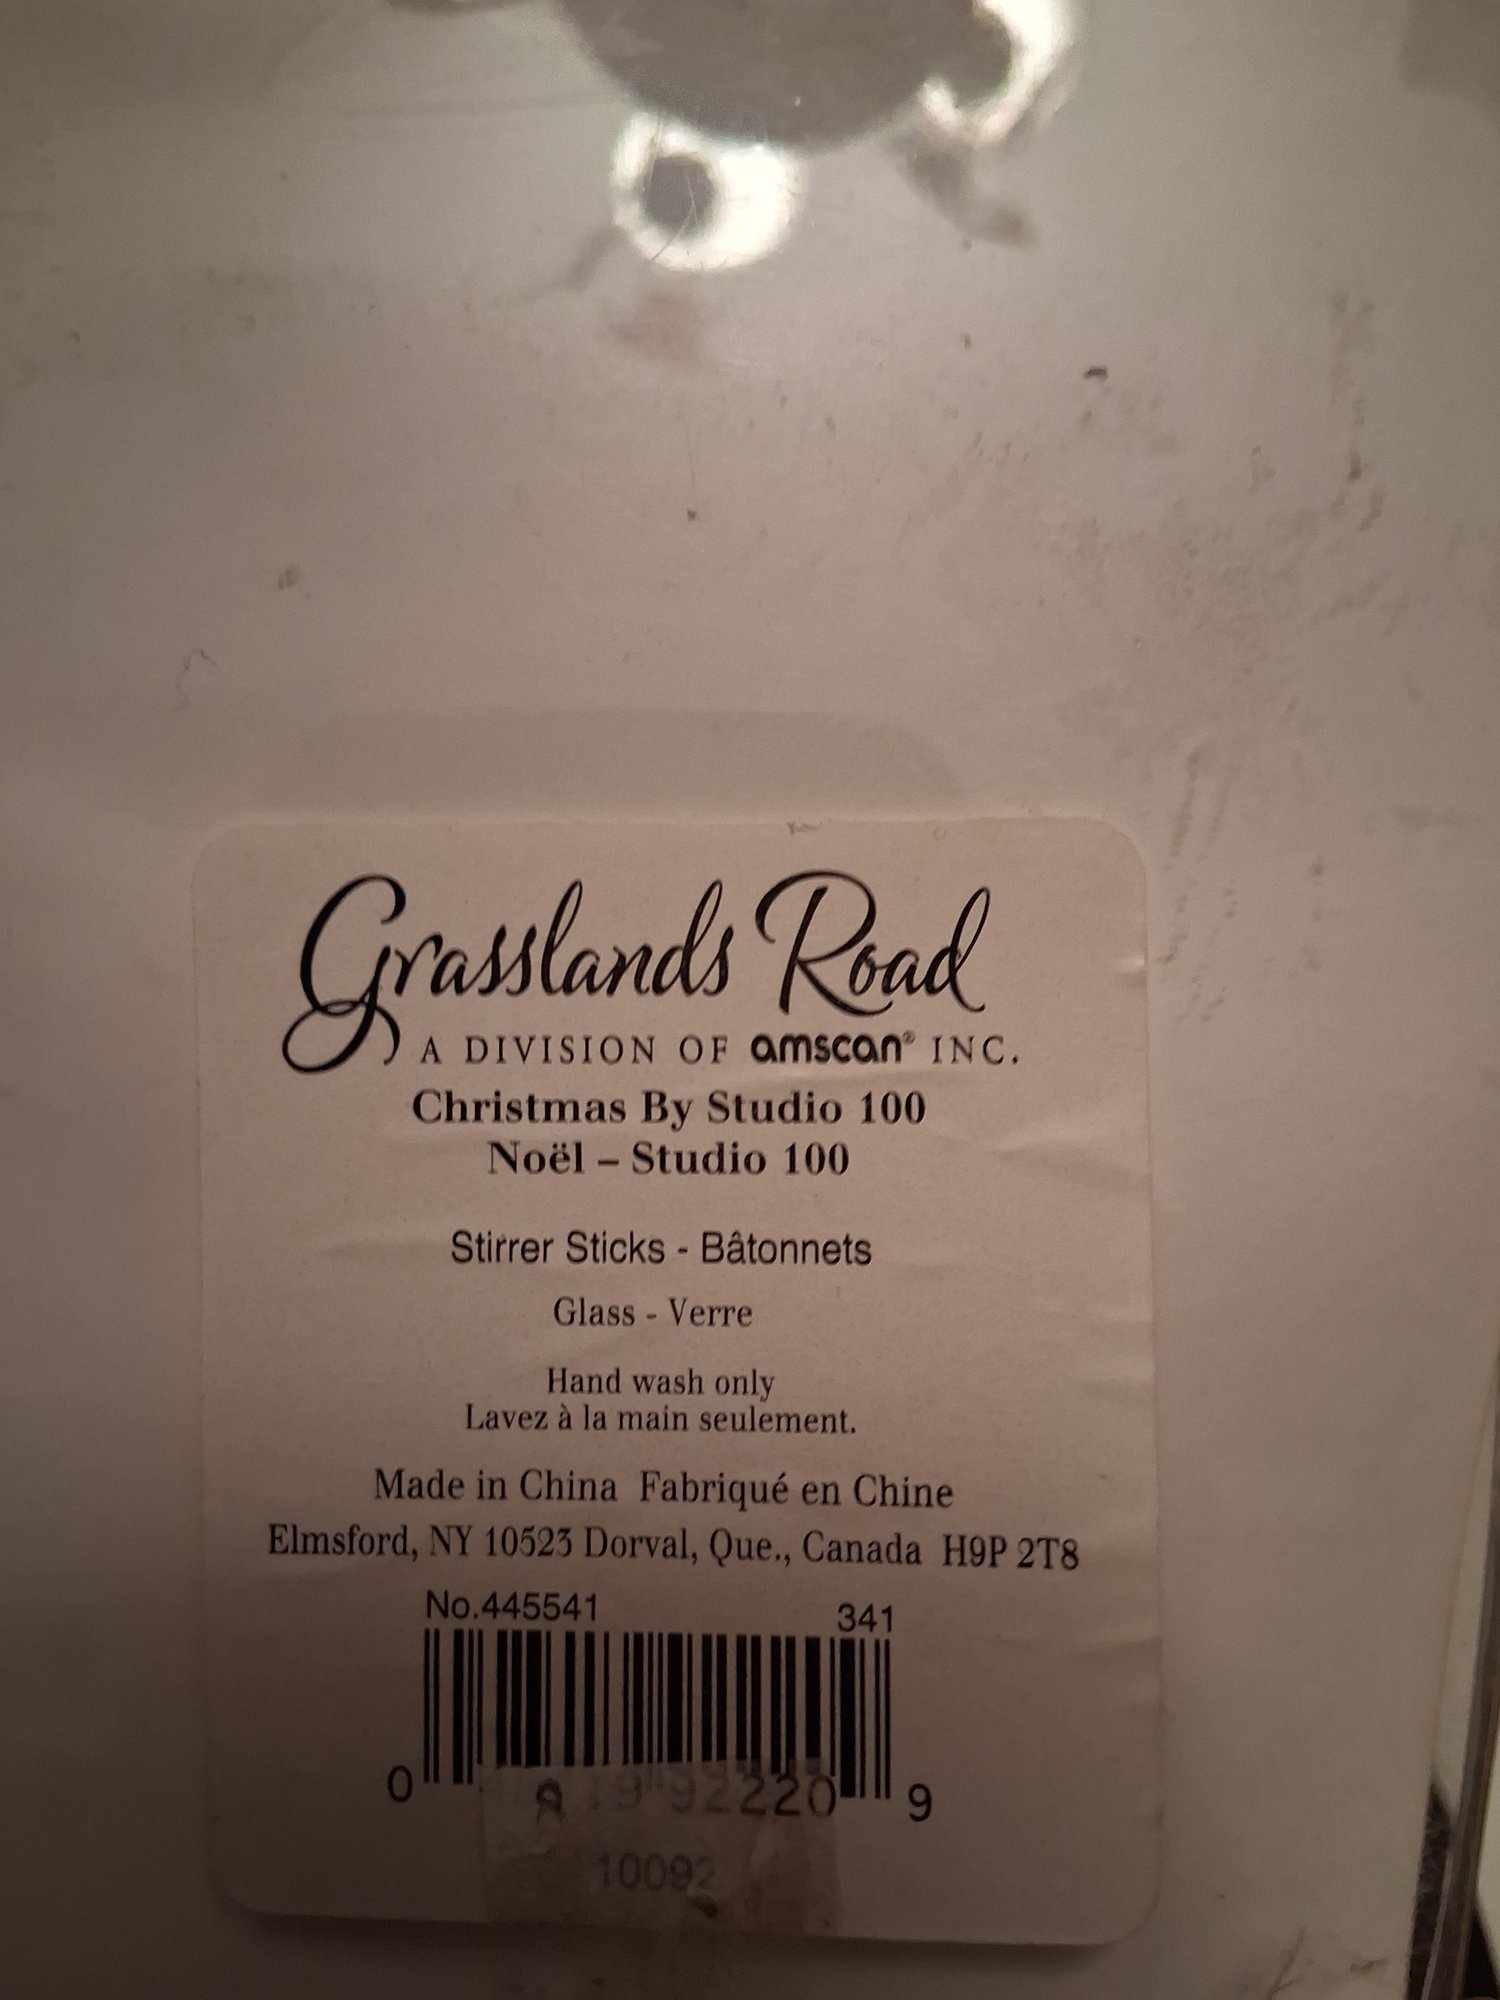 Grasslands Road
A DIVISION OF amscan® INC.
Christmas By Studio 100
Noël – Studio 100
Stirrer Sticks - Bâtonnets
Glass - Verre
Hand wash only
Lavez à la main seulement.
Made in China Fabriqué en Chine
Elmsford, NY 10523 Dorval, Que., Canada H9P 2T8
No.445541 341
0 9